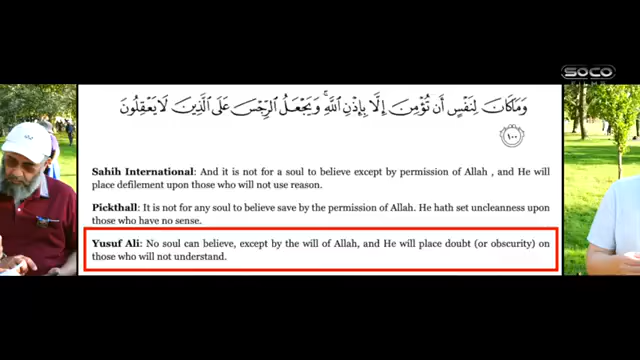 SOCO
FILMS
وَمَا كَانَ لِنَفْسٍ أَن تُؤْمِنَ إِلَّا بِإِذْنِ اللَّهِ ۚ وَيَجْعَلُ الرِّجْسَ عَلَى الَّذِينَ لَا يَعْقِلُونَ
١٠٠
Sahih International: And it is not for a soul to believe except by permission of Allah , and He will
place defilement upon those who will not use reason.
Pickthall: It is not for any soul to believe save by the permission of Allah. He hath set uncleanness upon
those who have no sense.
Yusuf Ali: No soul can believe, except by the will of Allah, and He will place doubt (or obscurity) on
those who will not understand.